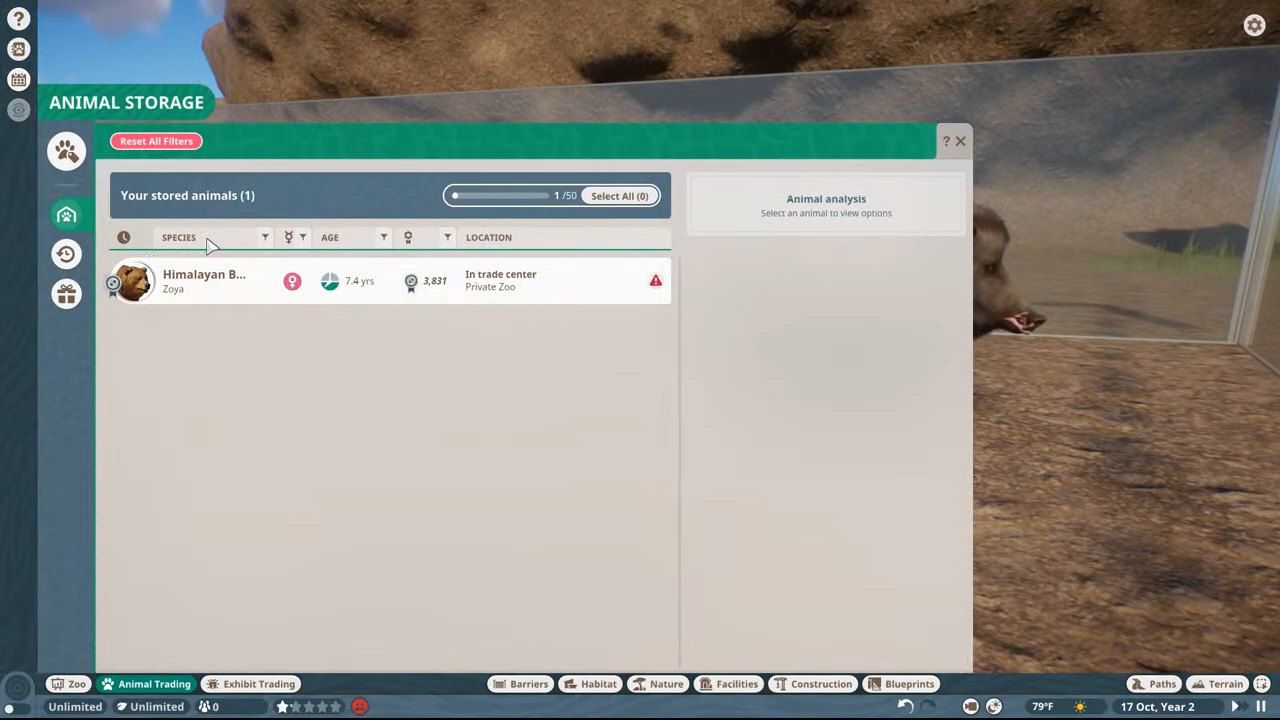 ?
ANIMAL STORAGE
Reset All Filters
?
Your stored animals (1)
1 /50
Select All (0)
Animal analysis
Select an animal to view options
SPECIES
AGE
LOCATION
Himalayan B...
Zoya
7.4 yrs
3,831
In trade center
Private Zoo
Zoo
Animal Trading
Exhibit Trading
Barriers
Habitat
Nature
Facilities
Construction
Blueprints
Paths
Terrain
Unlimited
Unlimited
0
79°F
17 Oct, Year 2